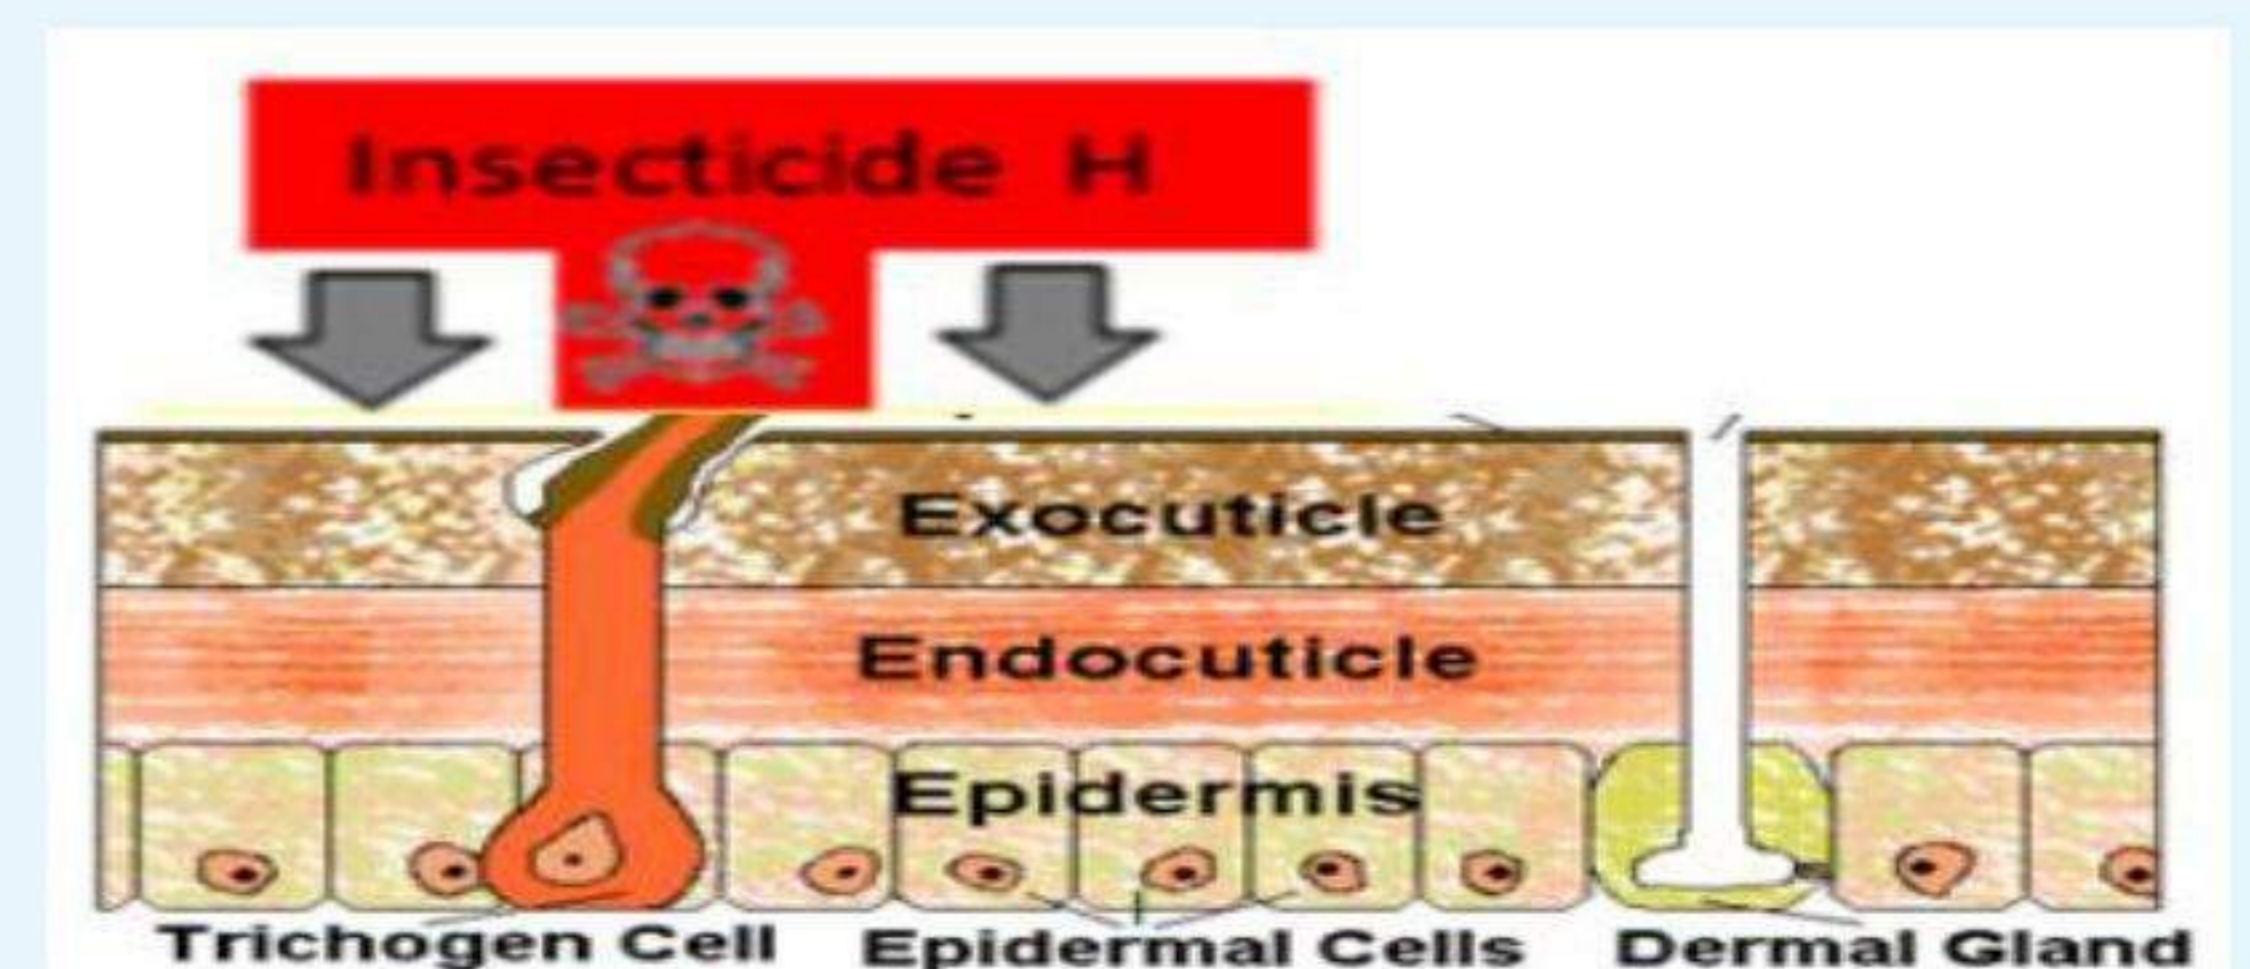 Insecticide H
Exocuticle
Endocuticle
Epidermis
Trichogen Cell
Epidermal Cells
Dermal Gland